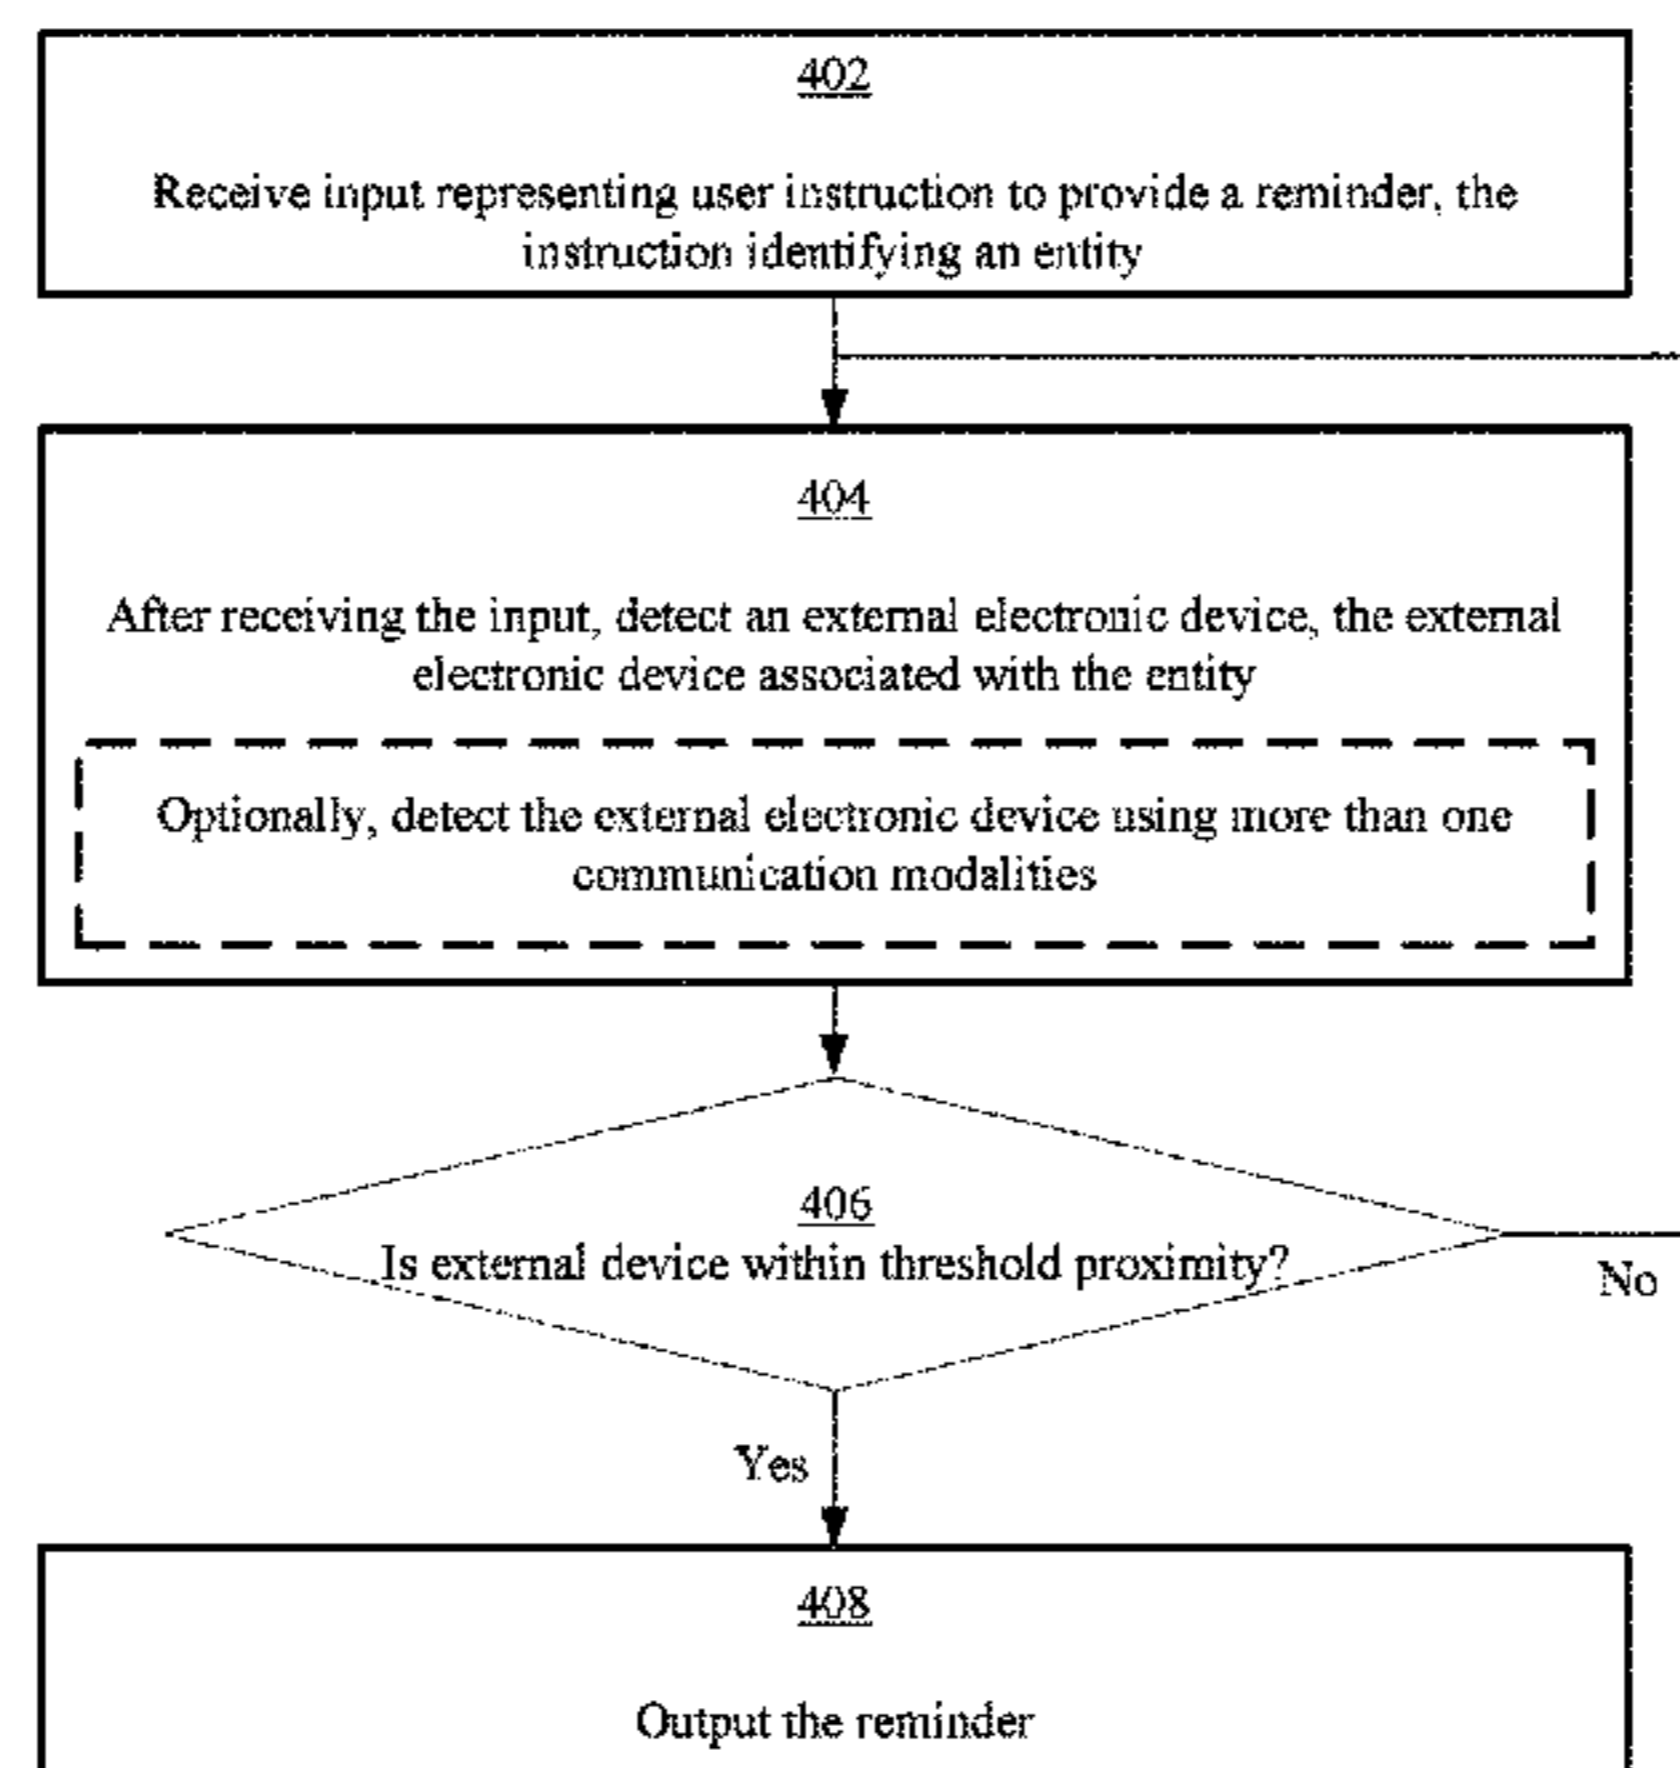 402
Receive input representing user instruction to provide a reminder, the
instruction identifying an entity
404
After receiving the input, detect an external electronic device, the external
electronic device associated with the entity
Optionally, detect the external electronic device using more than one
communication modalities
406
Is external device within threshold proximity?
No
Yes
408
Output the reminder